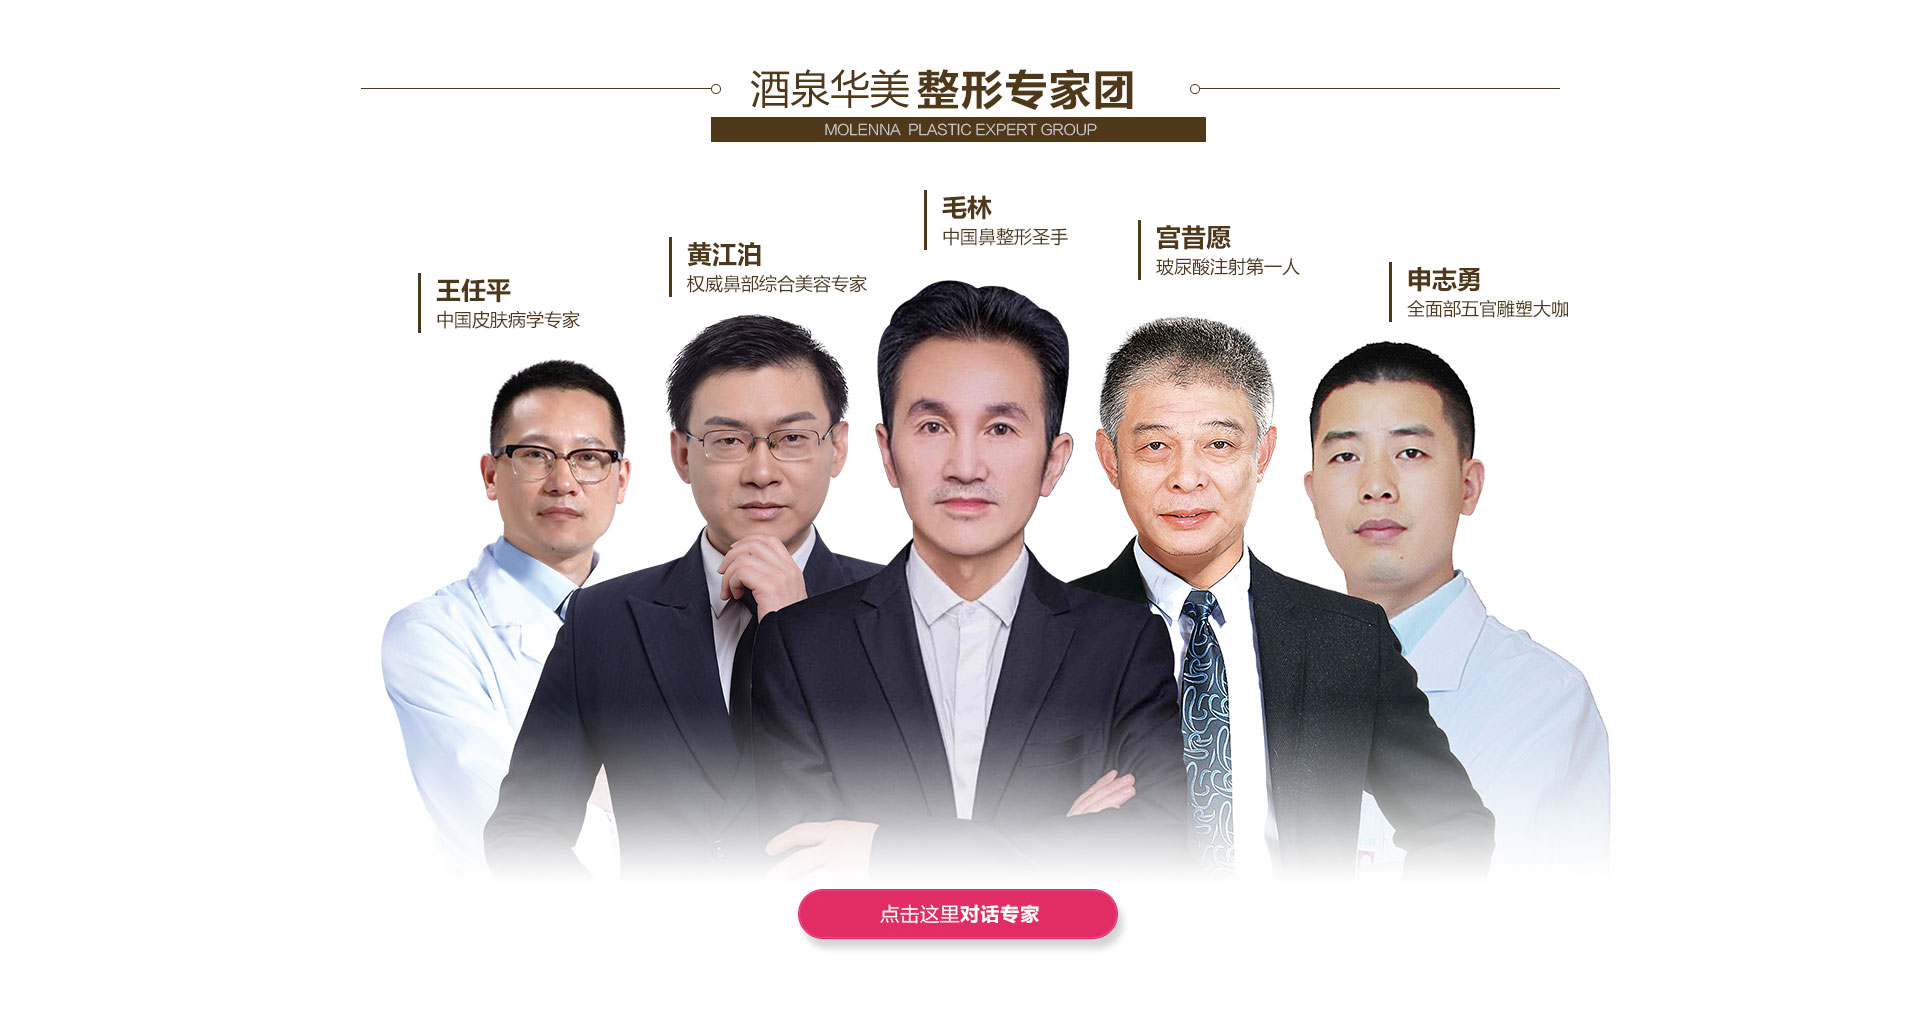 酒泉华美 整形专家团
MOLENNA PLASTIC EXPERT GROUP
毛林
中国鼻整形圣手
宫昔愿
玻尿酸注射第一人
黄江泊
权威鼻部综合美容专家
申志勇
全面部五官雕塑大咖
王任平
中国皮肤病学专家
点击这里对话专家